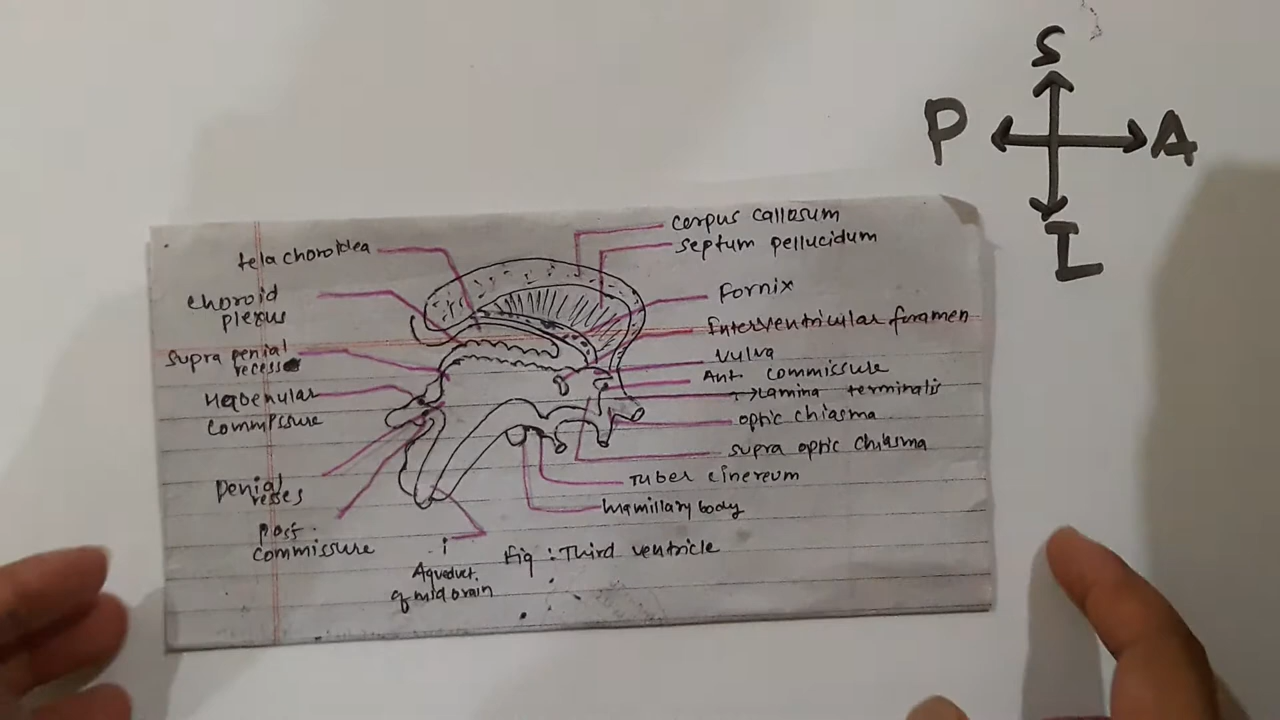 S
P A
I
corpus callosum
septum pellucidum
tela choroidea
choroid
plexus
Fornix
Interventricular foramen
supra penial
recess
Vulva
Ant. commissure
Habenular
commissure
→Lamina terminalis
optic chiasma
supra optic chiasma
Tuber cinereum
Penial
reses
Mamillary body
post.
commissure
Fig : Third ventricle
Aqueduct.
of midbrain